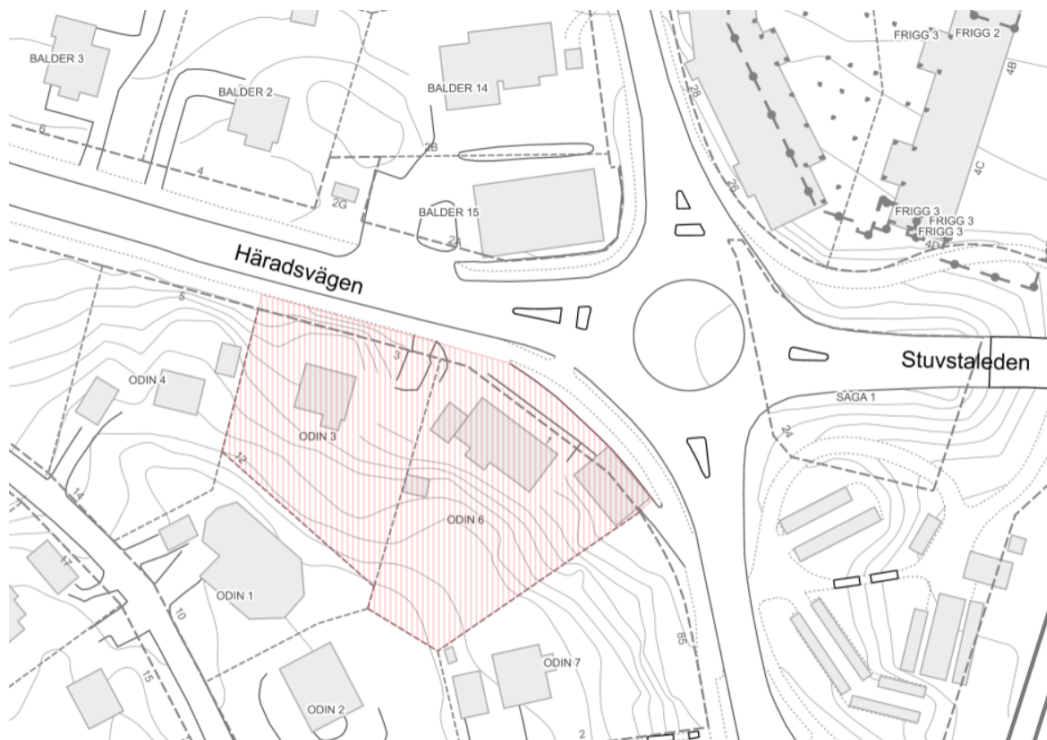 FRIGG 3
FRIGG 2
BALDER 3
BALDER 2
BALDER 14
4B
28
6
4
2B
2G
BALDER 15
2A
26
4C
FRIGG 3
FRIGG 3
FRIGG 3
4D
Häradsvägen
5
3
Stuvstaleden
ODIN 4
SAGA 1
ODIN 3
1
24
12
14
ODIN 6
17
ODIN 1
10
85
15
ODIN 7
ODIN 2
2